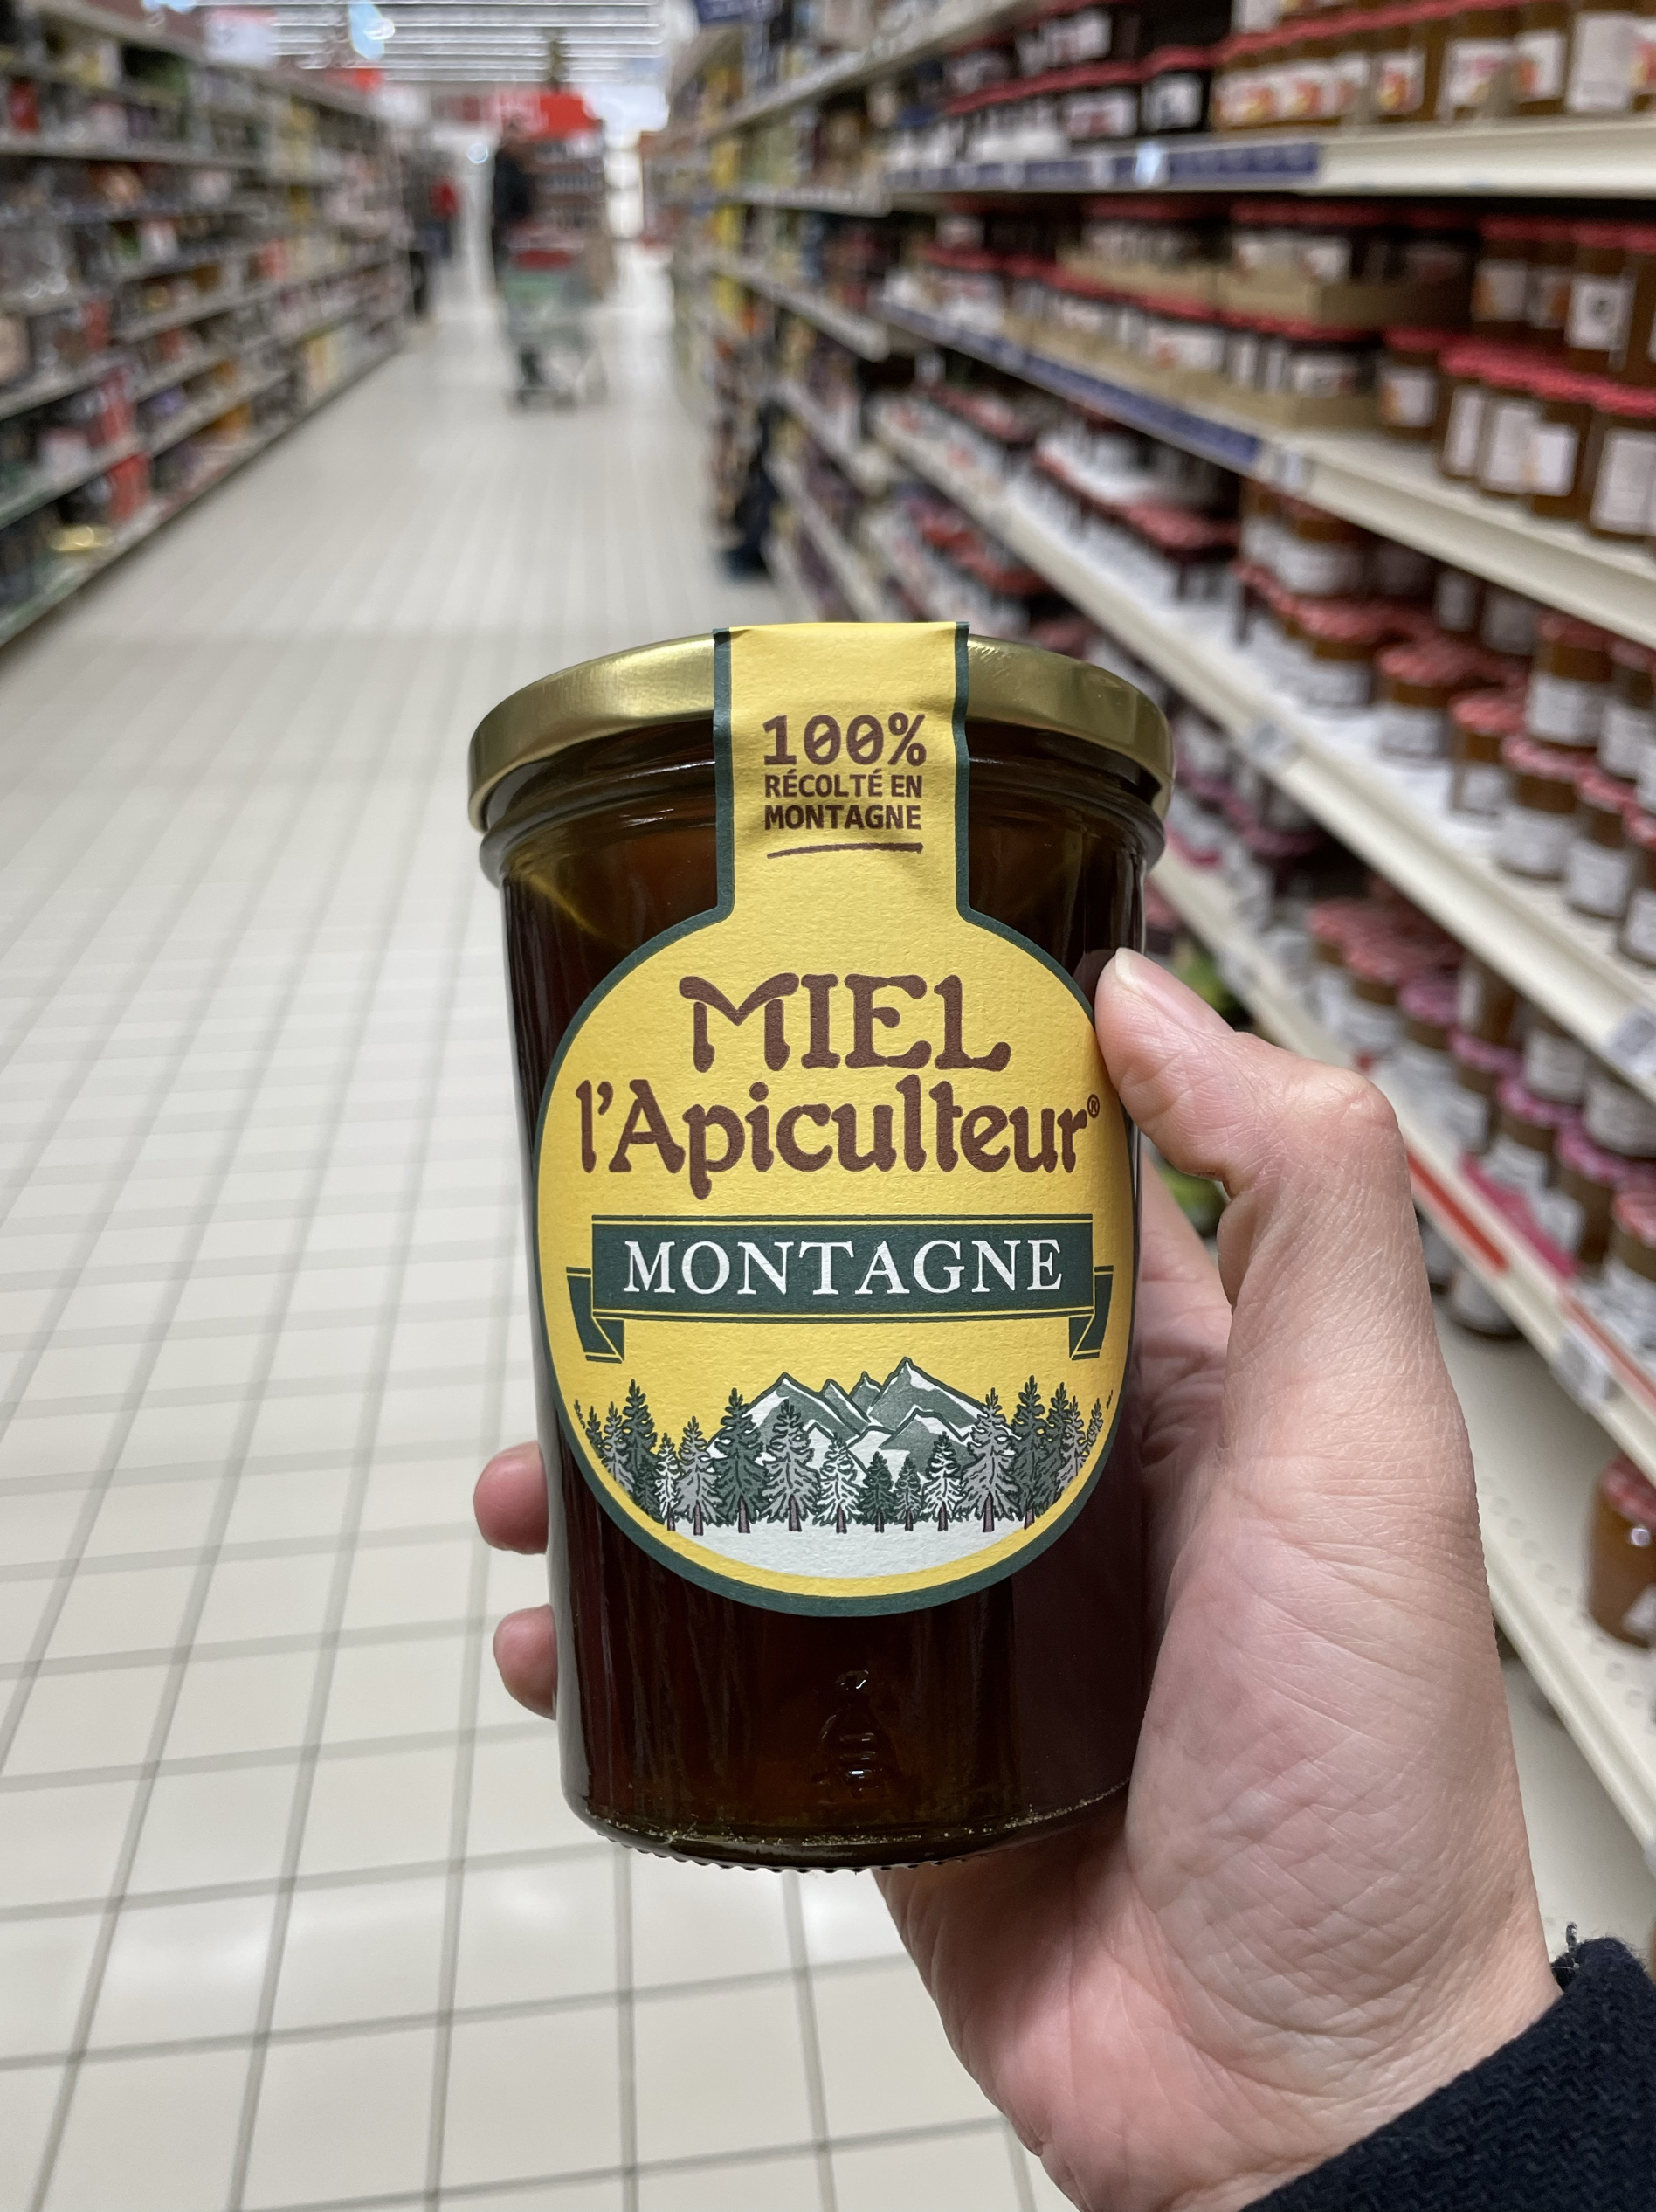 100%
RÉCOLTÉ EN
MONTAGNE
MIEL
l'Apiculteur®
MONTAGNE